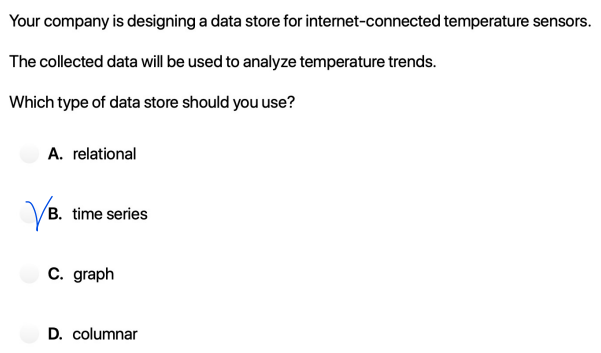 Your company is designing a data store for internet-connected temperature sensors.
The collected data will be used to analyze temperature trends.
Which type of data store should you use?
A. relational
B. time series
C. graph
D. columnar